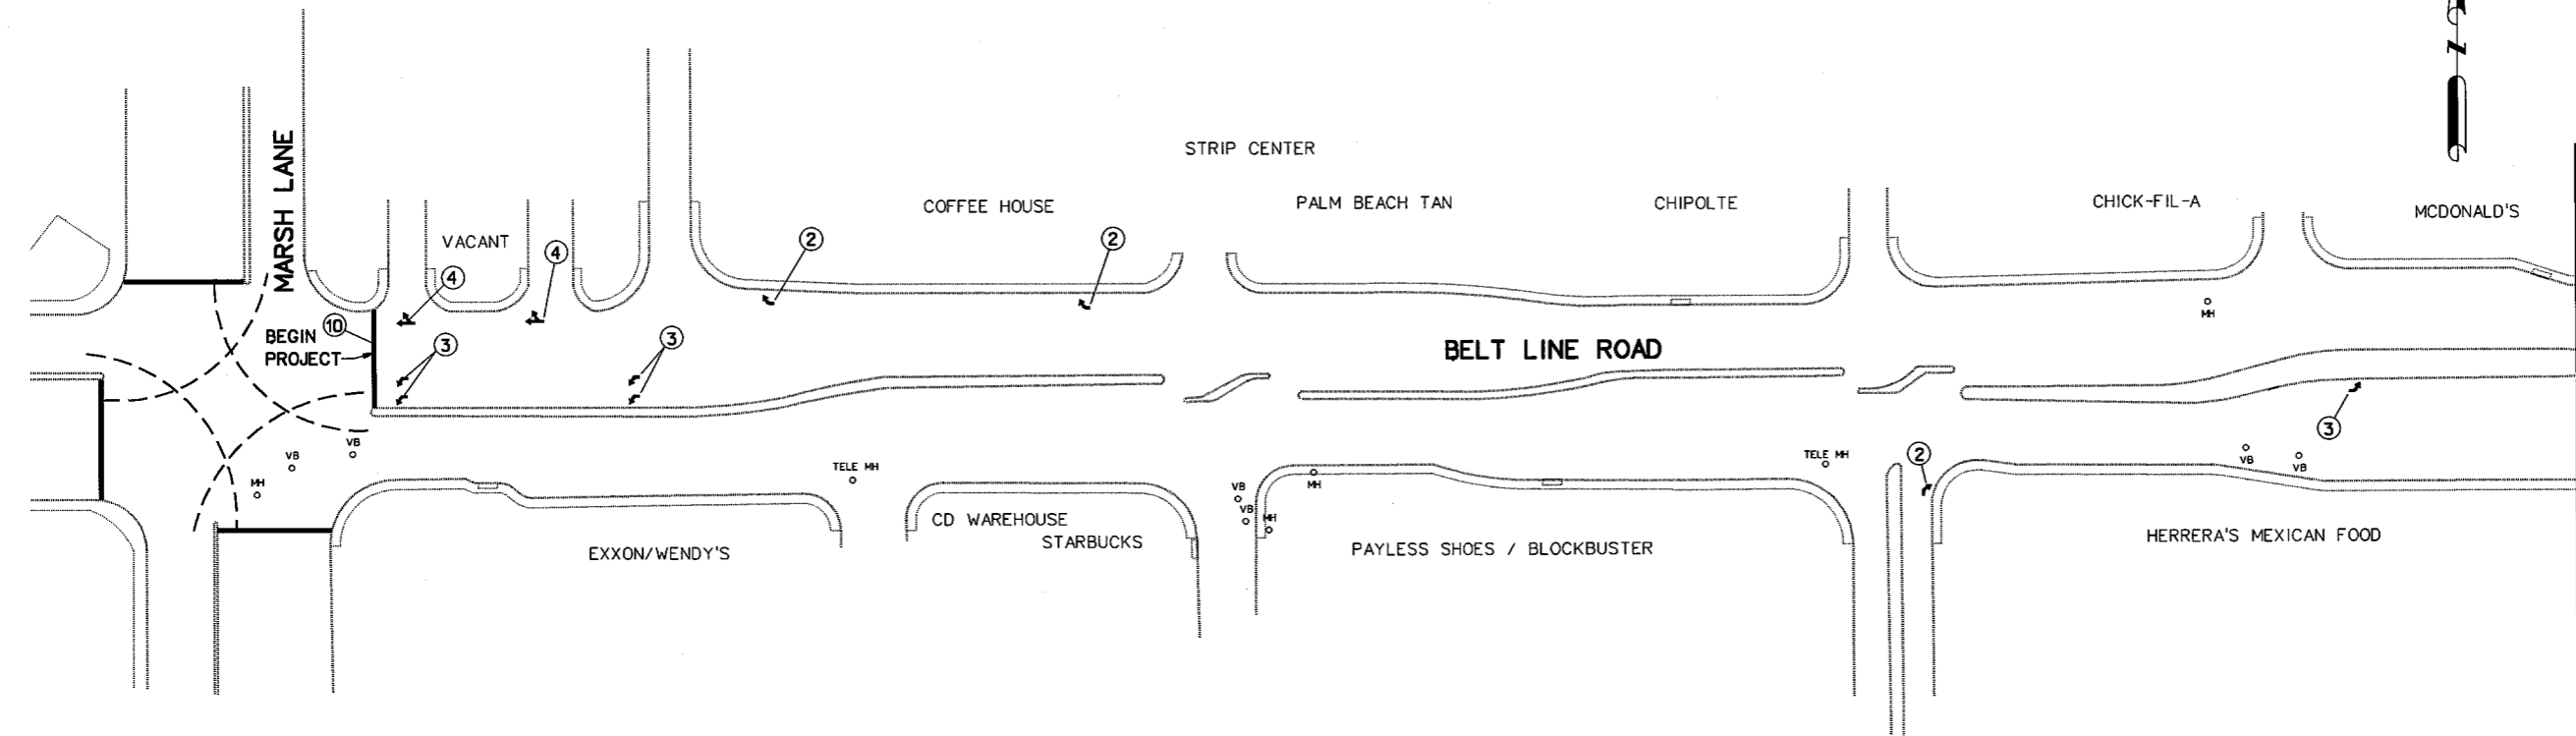 N
STRIP CENTER
MARSH LANE
COFFEE HOUSE
PALM BEACH TAN
CHIPOLTE
CHICK-FIL-A
MCDONALD'S
VACANT
2
2
4
4
MH
10
BEGIN
PROJECT
3
3
BELT LINE ROAD
3
VB
VB
MH
TELE MH
TELE MH
2
VB
VB
VB
VB
MH
MH
EXXON/WENDY'S
CD WAREHOUSE
STARBUCKS
PAYLESS SHOES / BLOCKBUSTER
HERRERA'S MEXICAN FOOD